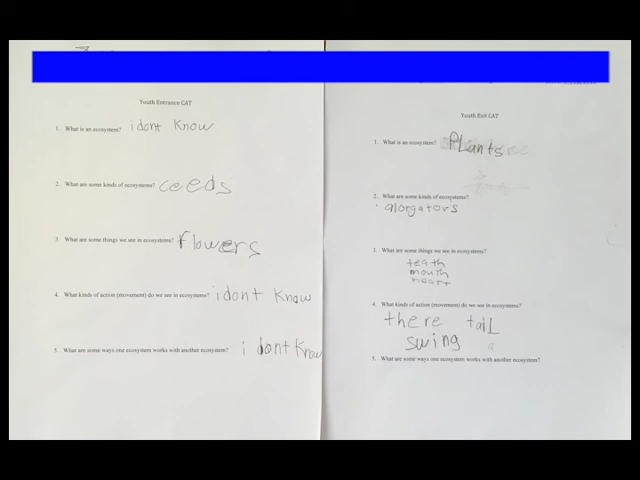 Youth Entrance CAT
1. What is an ecosystem? i dont know
2. What are some kinds of ecosystems? ceeds
3. What are some things we see in ecosystems? flowers
4. What kinds of action (movement) do we see in ecosystems? i dont know
5. What are some ways one ecosystem works with another ecosystem? i dont know
Youth Exit CAT
1. What is an ecosystem? PLants
2. What are some kinds of ecosystems?
alorgators
3. What are some things we see in ecosystems?
teath
mouth
heart
4. What kinds of action (movement) do we see in ecosystems?
there taiL
swing
5. What are some ways one ecosystem works with another ecosystem?